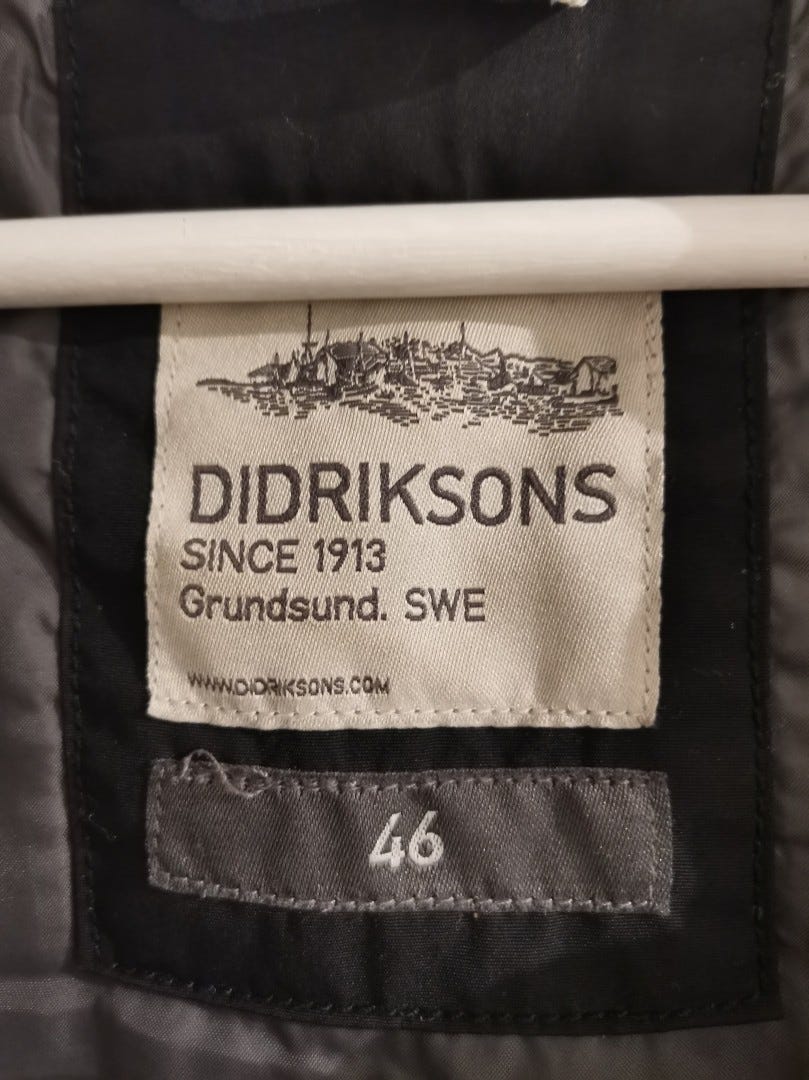 DIDRIKSONS
SINCE 1913
Grundsund. SWE
WWW.DIDRIKSONS.COM
46